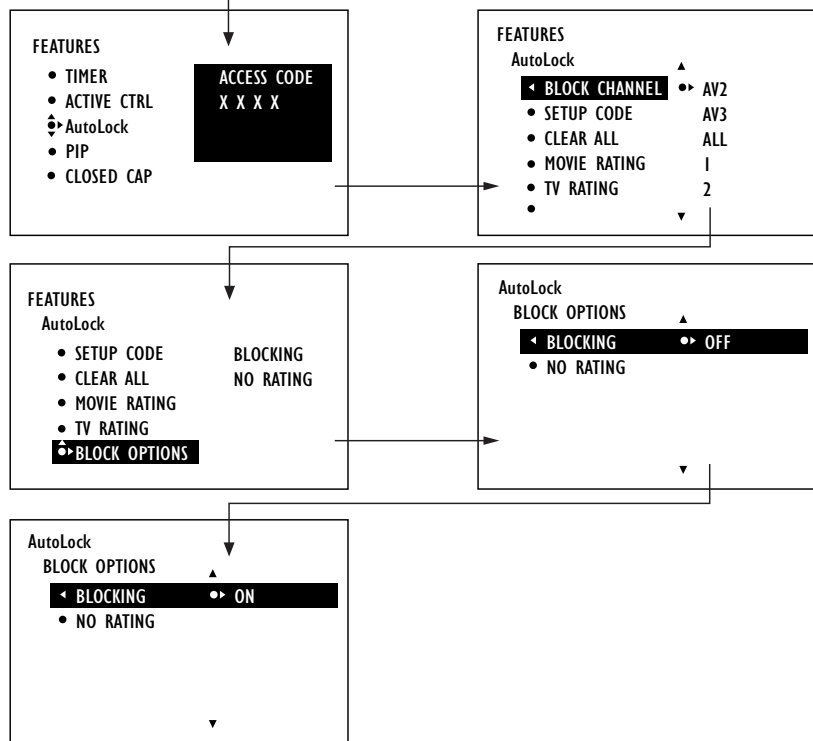 FEATURES
• TIMER
• ACTIVE CTRL
AutoLock
• PIP
• CLOSED CAP
ACCESS CODE
X X X X
FEATURES
AutoLock
BLOCK CHANNEL
• SETUP CODE
• CLEAR ALL
• MOVIE RATING
• TV RATING
•
AV2
AV3
ALL
1
2
FEATURES
AutoLock
• SETUP CODE
• CLEAR ALL
• MOVIE RATING
• TV RATING
BLOCK OPTIONS
BLOCKING
NO RATING
AutoLock
BLOCK OPTIONS
BLOCKING OFF
• NO RATING
AutoLock
BLOCK OPTIONS
BLOCKING ON
• NO RATING